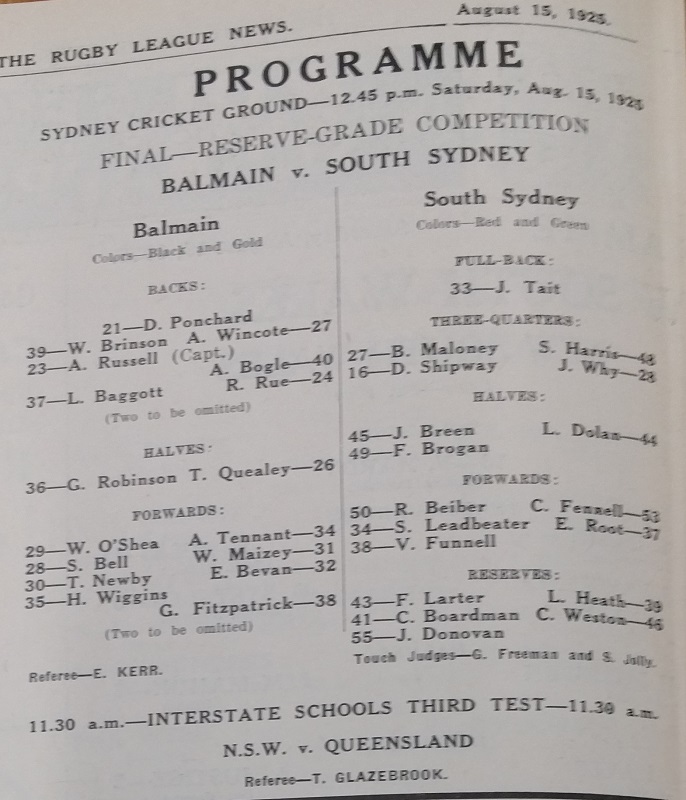 THE RUGBY LEAGUE NEWS.
August 15, 1925.
PROGRAMME
SYDNEY CRICKET GROUND—12.45 p.m. Saturday, Aug. 15, 1925
FINAL—RESERVE-GRADE COMPETITION
BALMAIN v. SOUTH SYDNEY
Balmain
Colors—Black and Gold
BACKS:
21—D. Ponchard
39—W. Brinson A. Wincote—27
23—A. Russell (Capt.)
A. Bogle—40
37—L. Baggott R. Rue—24
(Two to be omitted)
HALVES:
36—G. Robinson T. Quealey—26
FORWARDS:
29—W. O'Shea A. Tennant—34
28—S. Bell W. Maizey—31
30—T. Newby E. Bevan—32
35—H. Wiggins
G. Fitzpatrick—38
(Two to be omitted)
Referee—E. KERR.
South Sydney
Colors—Red and Green
FULL-BACK:
33—J. Tait
THREE-QUARTERS:
27—B. Maloney S. Harris—48
16—D. Shipway J. Why—28
HALVES:
45—J. Breen L. Dolan—44
49—F. Brogan
FORWARDS:
50—R. Beiber C. Fennell—53
34—S. Leadbeater E. Root—37
38—V. Funnell
RESERVES:
43—F. Larter L. Heath—39
41—C. Boardman C. Weston—46
55—J. Donovan
Touch Judges—G. Freeman and S. Jolly.
11.30 a.m.—INTERSTATE SCHOOLS THIRD TEST—11.30 a.m.
N.S.W. v. QUEENSLAND
Referee—T. GLAZEBROOK.